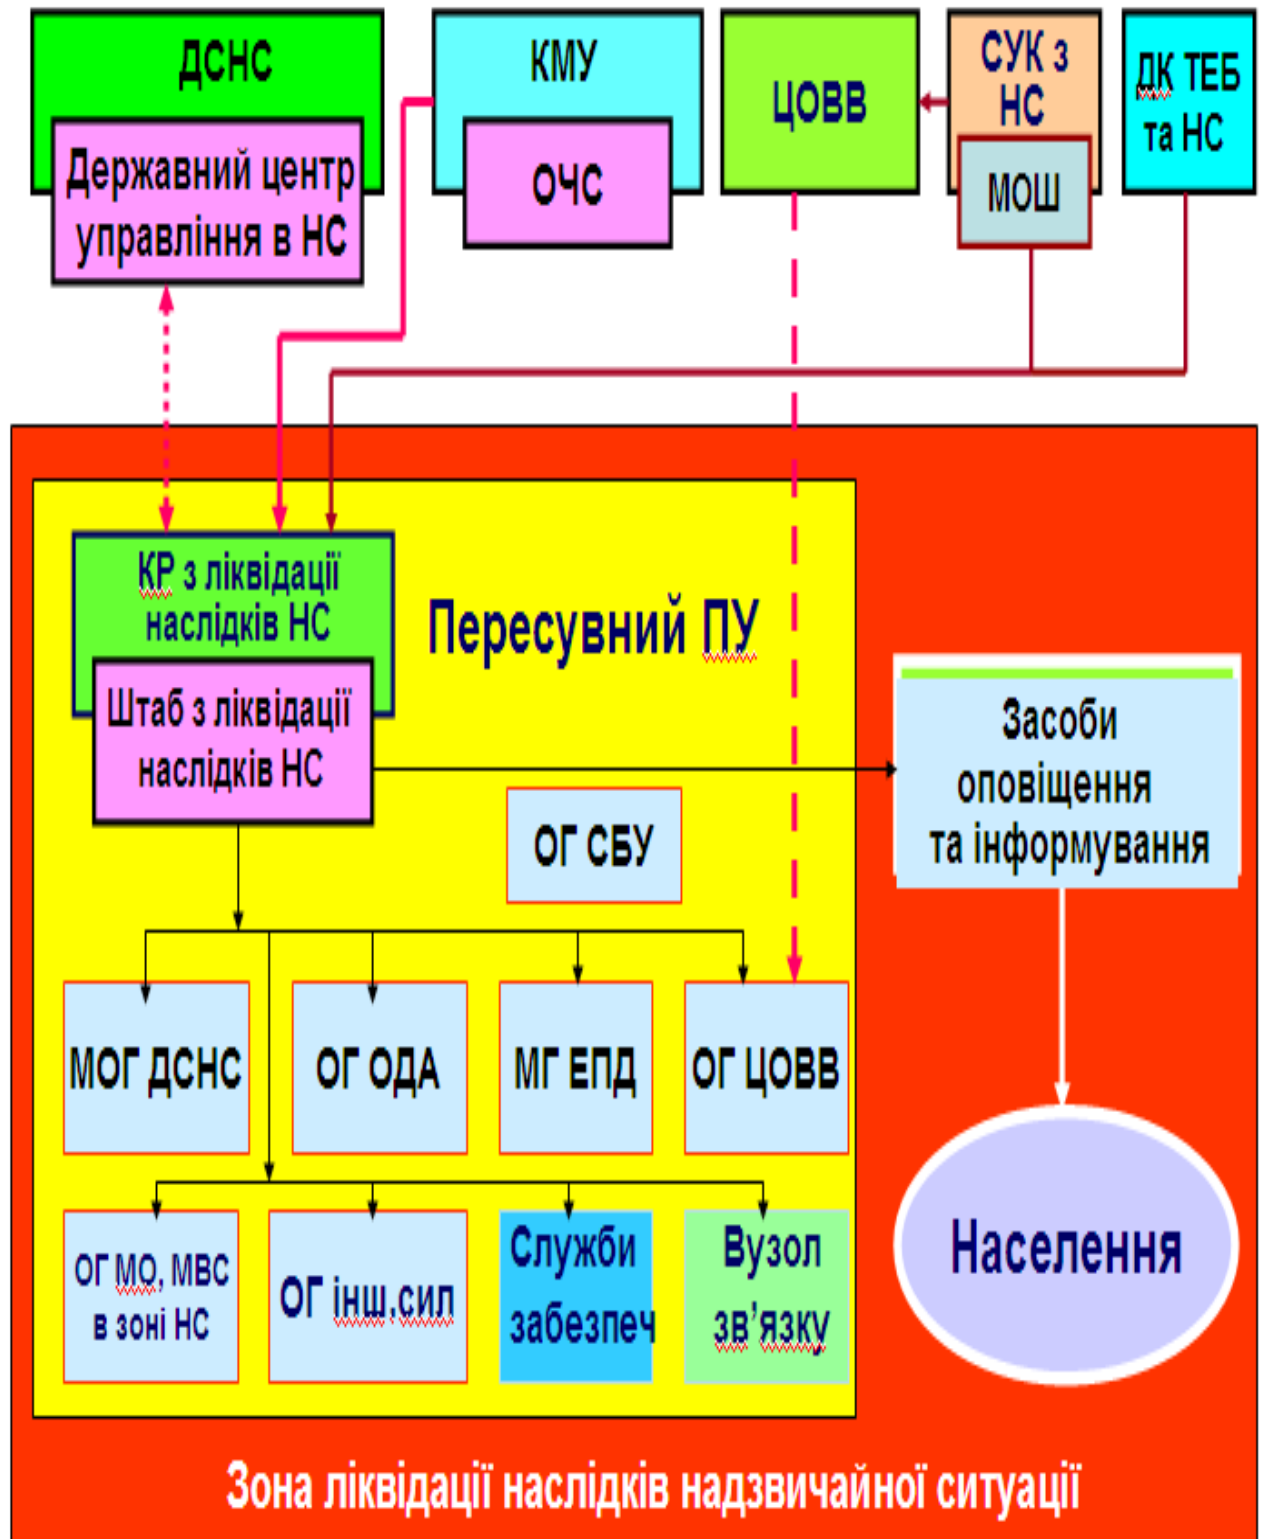 ДСНС
Державний центр
управління в НС
КМУ
ОЧС
ЦОВВ
СУК з
НС
МОШ
ДК ТЕБ
та НС
КР з ліквідації
наслідків НС
Штаб з ліквідації
наслідків НС
Пересувний ПУ
Засоби
оповіщення
та інформування
ОГ СБУ
МОГ ДСНС
ОГ ОДА
МГ ЕПД
ОГ ЦОВВ
ОГ МО, МВС
в зоні НС
ОГ інш.сил
Служби
забезпеч
Вузол
зв’язку
Населення
Зона ліквідації наслідків надзвичайної ситуації